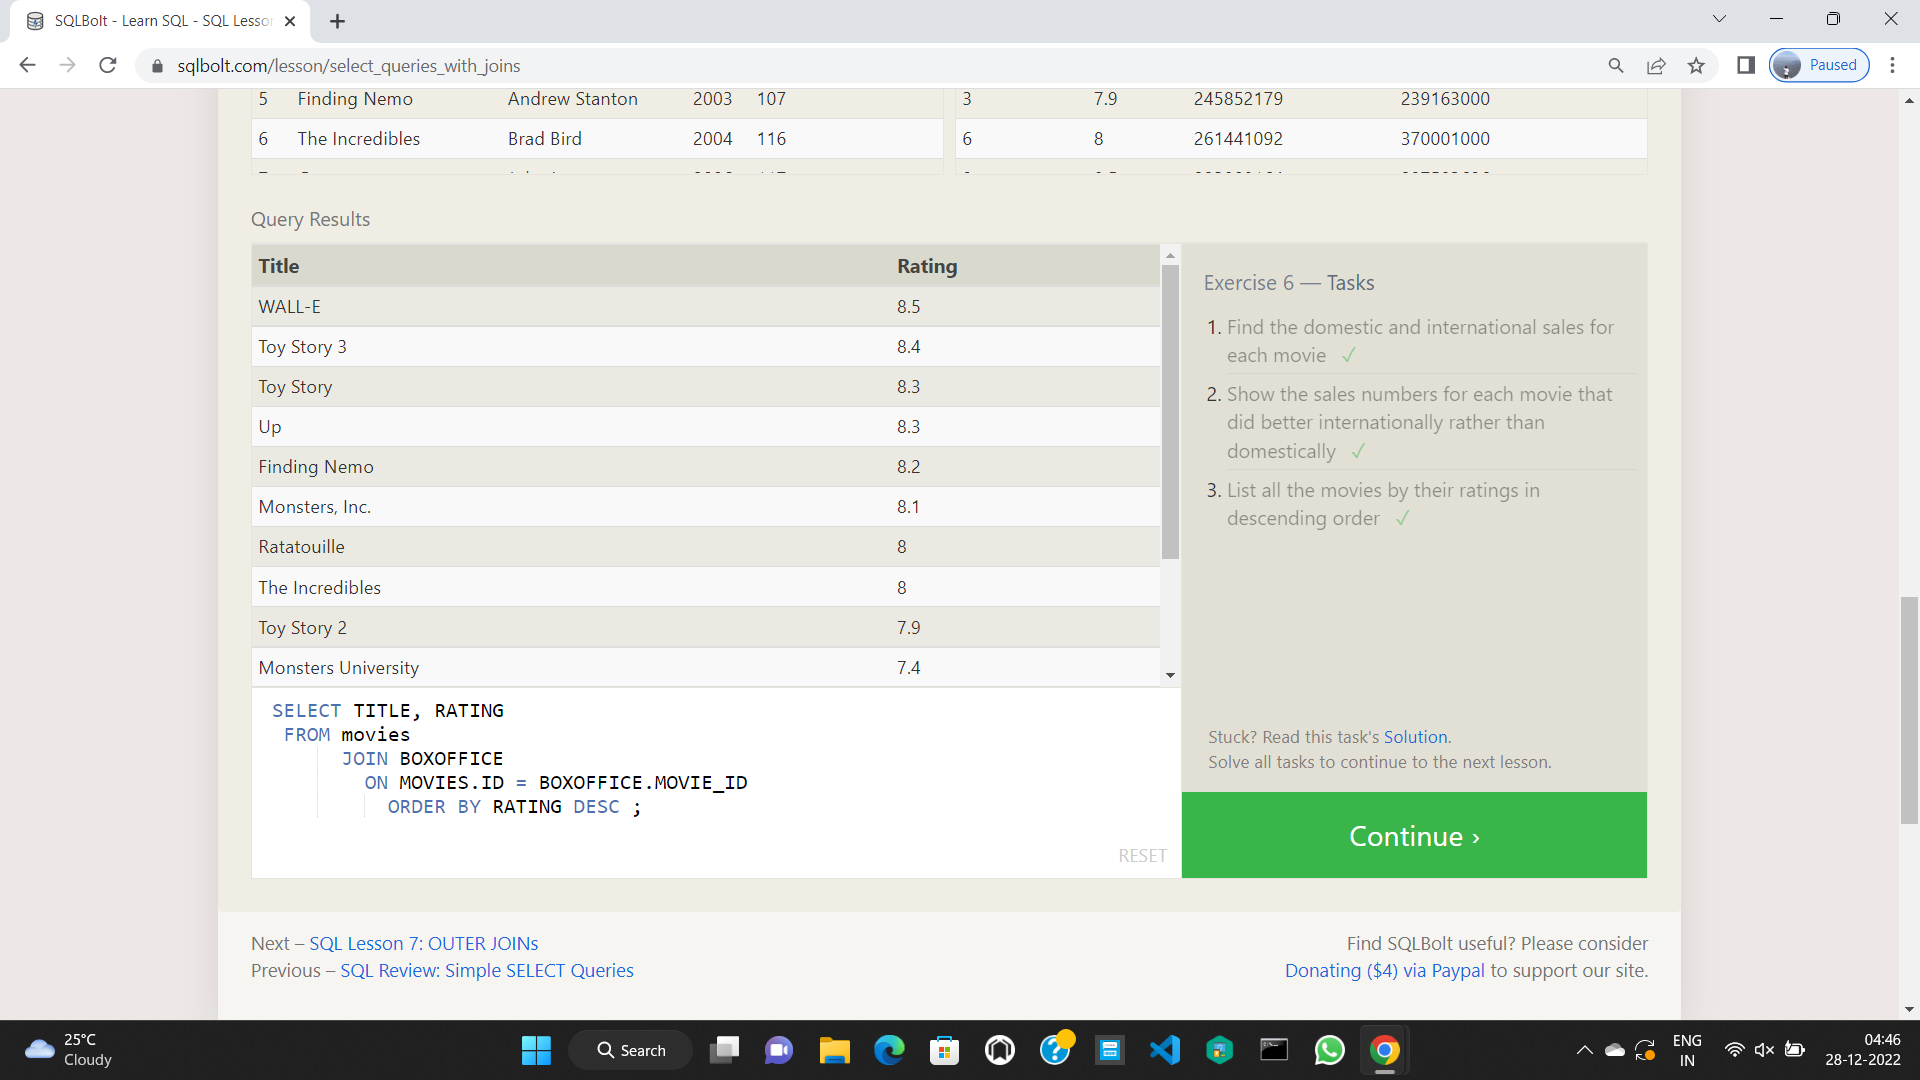 SQLBolt - Learn SQL - SQL Lesso
sqlbolt.com/lesson/select_queries_with_joins
Paused
5 Finding Nemo Andrew Stanton 2003 107
3 7.9 245852179 239163000
6 The Incredibles Brad Bird 2004 116
6 8 261441092 370001000
Query Results
Title Rating
WALL-E 8.5
Toy Story 3 8.4
Toy Story 8.3
Up 8.3
Finding Nemo 8.2
Monsters, Inc. 8.1
Ratatouille 8
The Incredibles 8
Toy Story 2 7.9
Monsters University 7.4
SELECT TITLE, RATING
FROM movies
JOIN BOXOFFICE
ON MOVIES.ID = BOXOFFICE.MOVIE_ID
ORDER BY RATING DESC ;
RESET
Exercise 6 — Tasks
1. Find the domestic and international sales for
each movie ✓
2. Show the sales numbers for each movie that
did better internationally rather than
domestically ✓
3. List all the movies by their ratings in
descending order ✓
Stuck? Read this task's Solution.
Solve all tasks to continue to the next lesson.
Continue ›
Next – SQL Lesson 7: OUTER JOINs
Previous – SQL Review: Simple SELECT Queries
Find SQLBolt useful? Please consider
Donating ($4) via Paypal to support our site.
25°C
Cloudy
Search
ENG
IN
04:46
28-12-2022